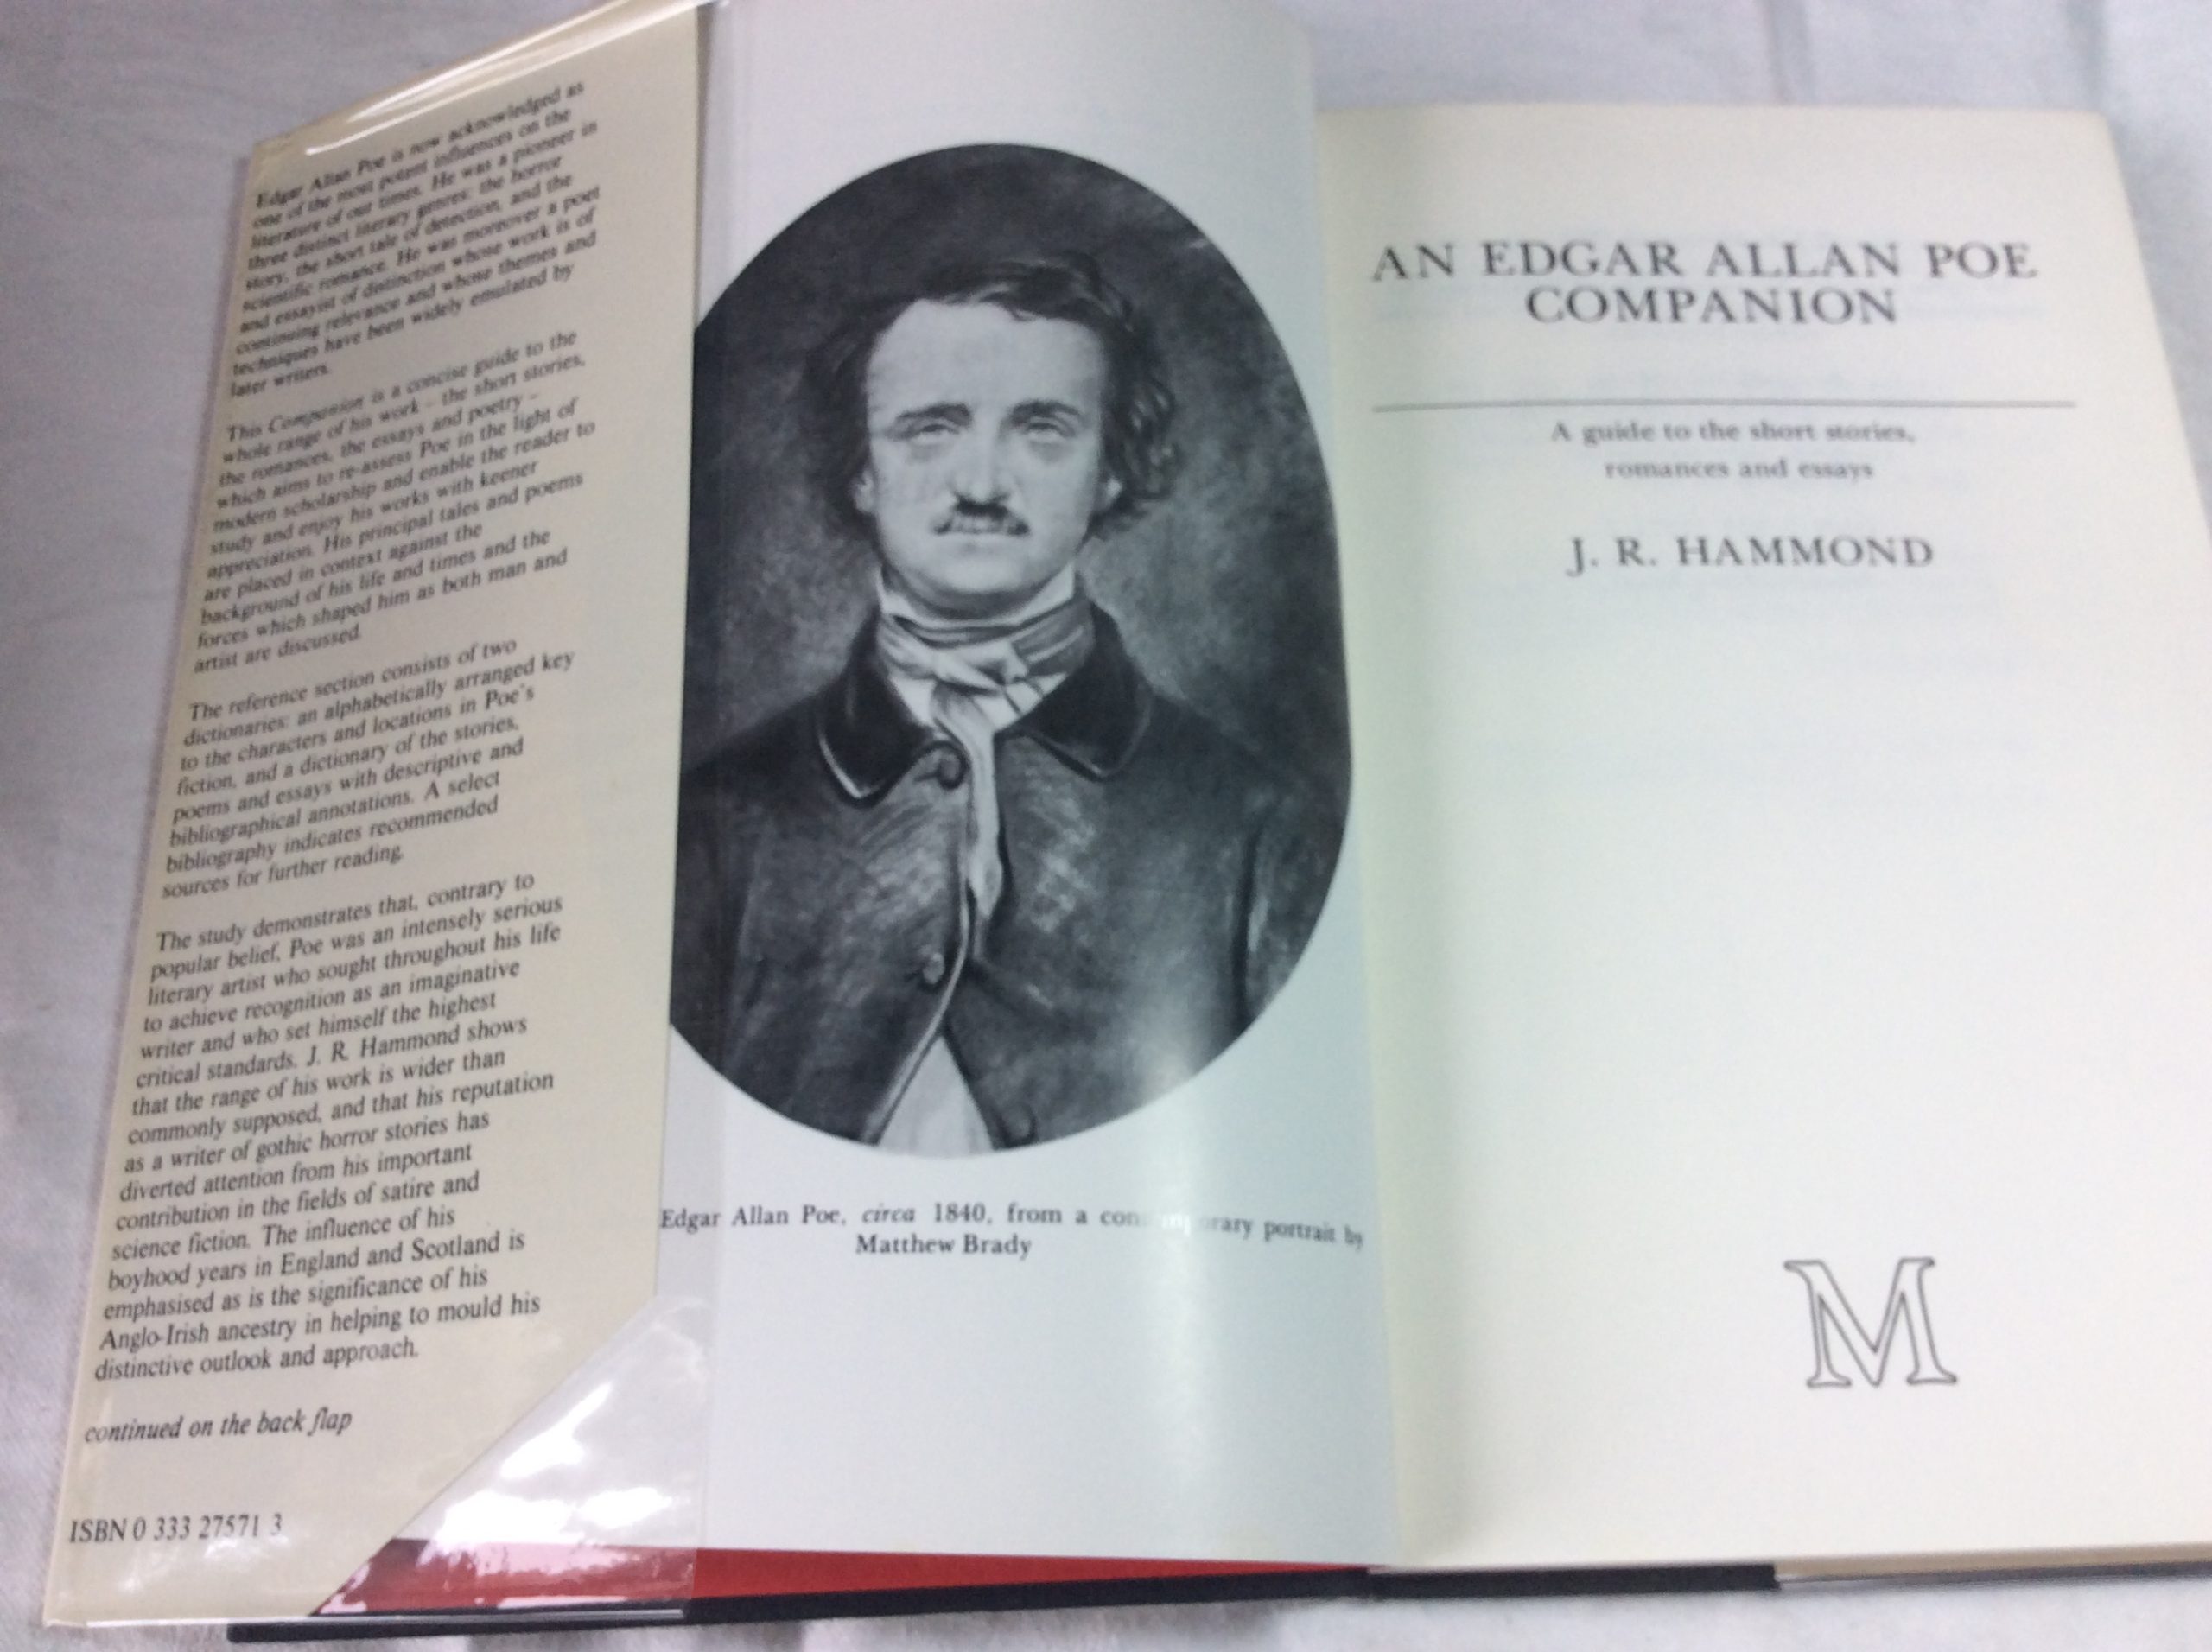 Edgar Allan Poe is now acknowledged as
one of the most potent influences on the
literature of our times. He was a pioneer in
three distinct literary genres: the horror
story, the short tale of detection, and the
scientific romance. He was moreover a poet
and essayist of distinction whose work is of
continuing relevance and whose themes and
techniques have been widely emulated by
later writers.
This Companion is a concise guide to the
whole range of his work – the short stories,
the romances, the essays and poetry –
which aims to re-assess Poe in the light of
modern scholarship and enable the reader to
study and enjoy his works with keener
appreciation. His principal tales and poems
are placed in context against the
background of his life and times and the
forces which shaped him as both man and
artist are discussed.
The reference section consists of two
dictionaries: an alphabetically arranged key
to the characters and locations in Poe's
fiction, and a dictionary of the stories,
poems and essays with descriptive and
bibliographical annotations. A select
bibliography indicates recommended
sources for further reading.
The study demonstrates that, contrary to
popular belief, Poe was an intensely serious
literary artist who sought throughout his life
to achieve recognition as an imaginative
writer and who set himself the highest
critical standards. J. R. Hammond shows
that the range of his work is wider than
commonly supposed, and that his reputation
as a writer of gothic horror stories has
diverted attention from his important
contribution in the fields of satire and
science fiction. The influence of his
boyhood years in England and Scotland is
emphasised as is the significance of his
Anglo-Irish ancestry in helping to mould his
distinctive outlook and approach.
continued on the back flap
ISBN 0 333 27571 3
Edgar Allan Poe, circa 1840, from a contemporary portrait by
Matthew Brady
AN EDGAR ALLAN POE
COMPANION
A guide to the short stories,
romances and essays
J. R. HAMMOND
M